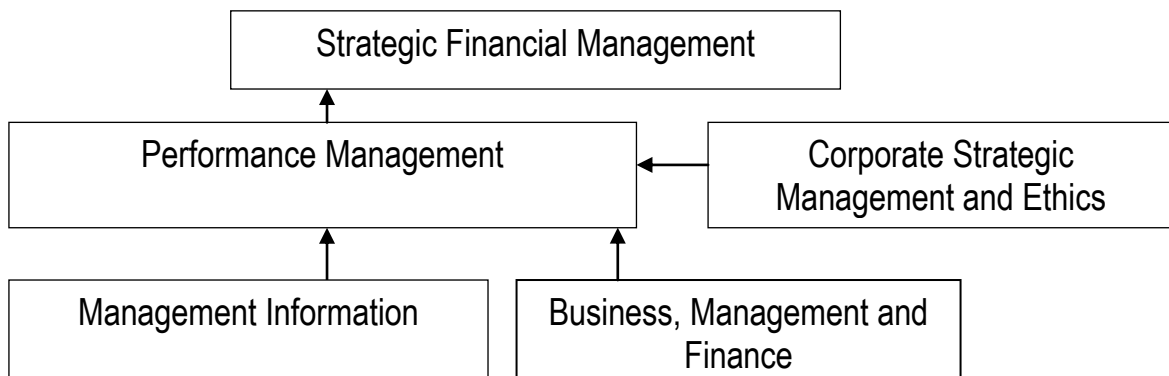 Strategic Financial Management
Performance Management
Corporate Strategic
Management and Ethics
Management Information
Business, Management and
Finance